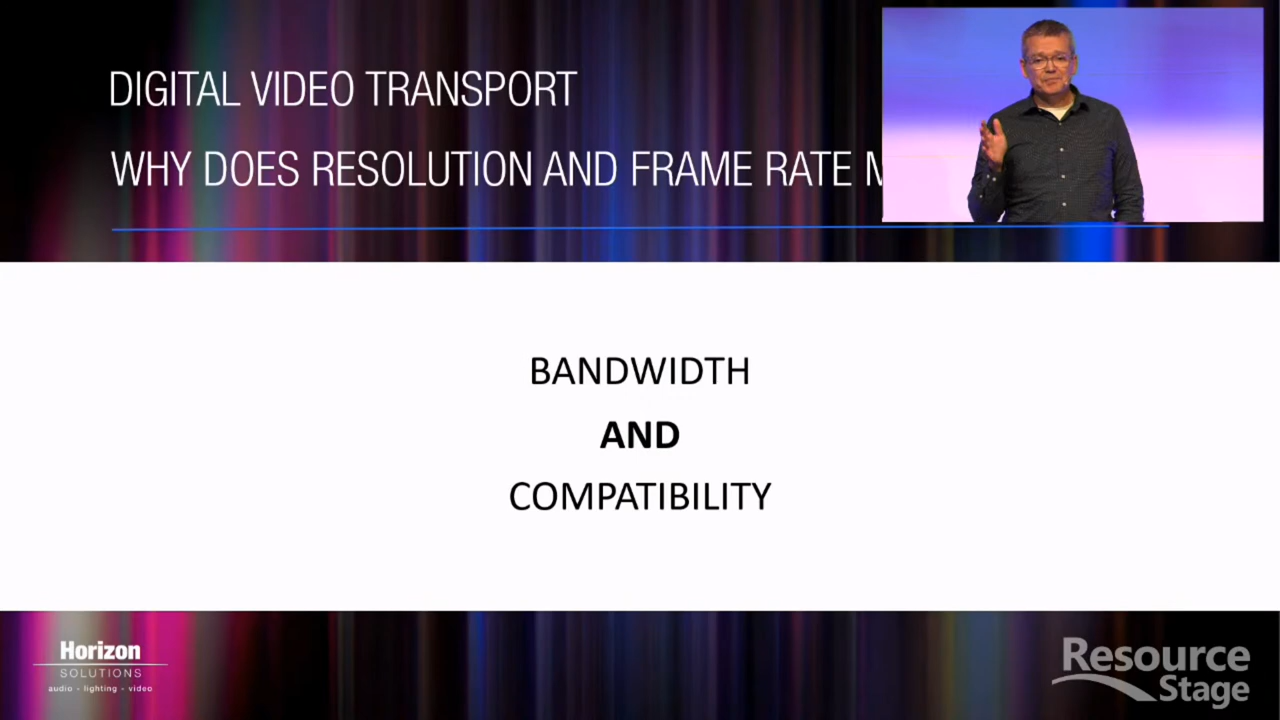 DIGITAL VIDEO TRANSPORT
WHY DOES RESOLUTION AND FRAME RATE
BANDWIDTH
AND
COMPATIBILITY
Horizon
SOLUTIONS
audio - lighting - video
Resource
Stage